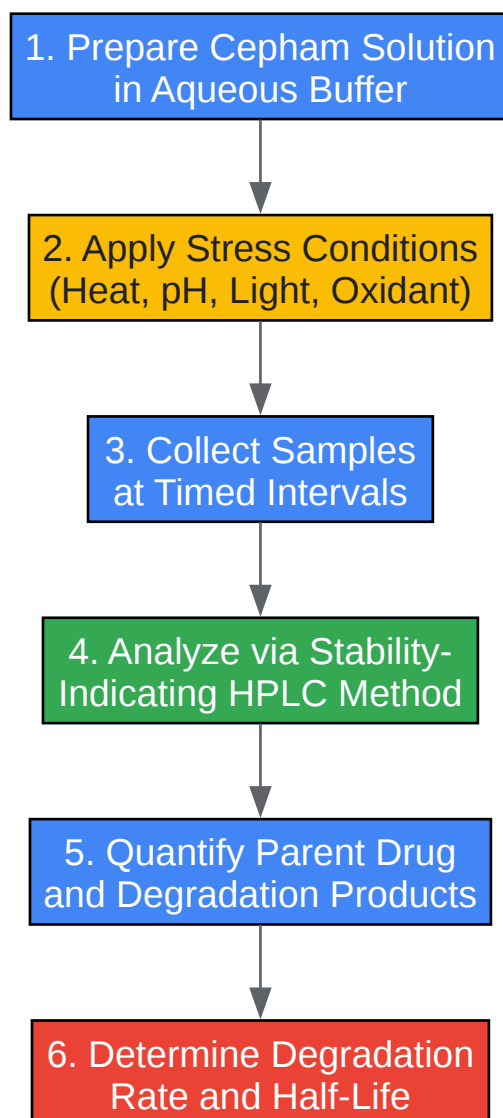 1. Prepare Cepham Solution
in Aqueous Buffer
2. Apply Stress Conditions
(Heat, pH, Light, Oxidant)
3. Collect Samples
at Timed Intervals
4. Analyze via Stability-
Indicating HPLC Method
5. Quantify Parent Drug
and Degradation Products
6. Determine Degradation
Rate and Half-Life